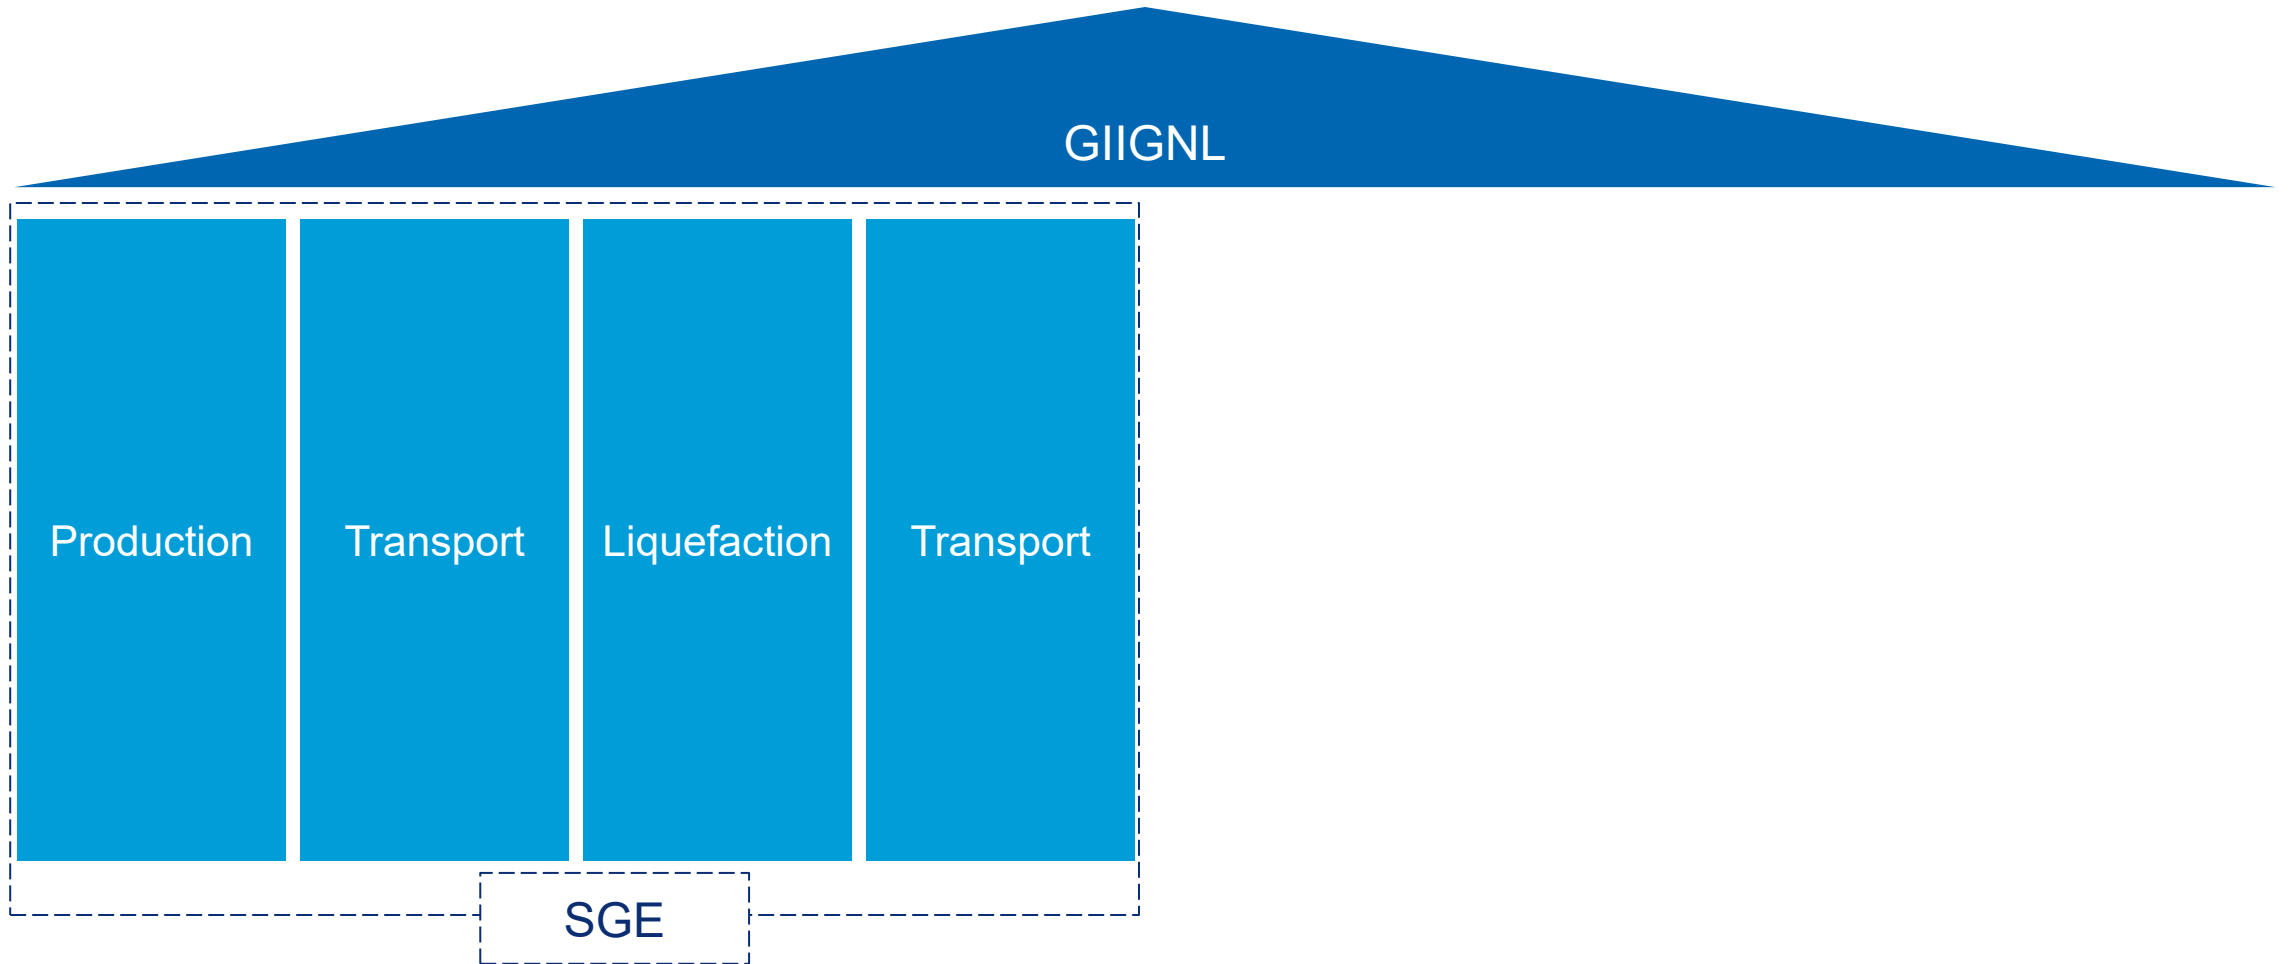 GIIGNL
Production
Transport
Liquefaction
Transport
SGE